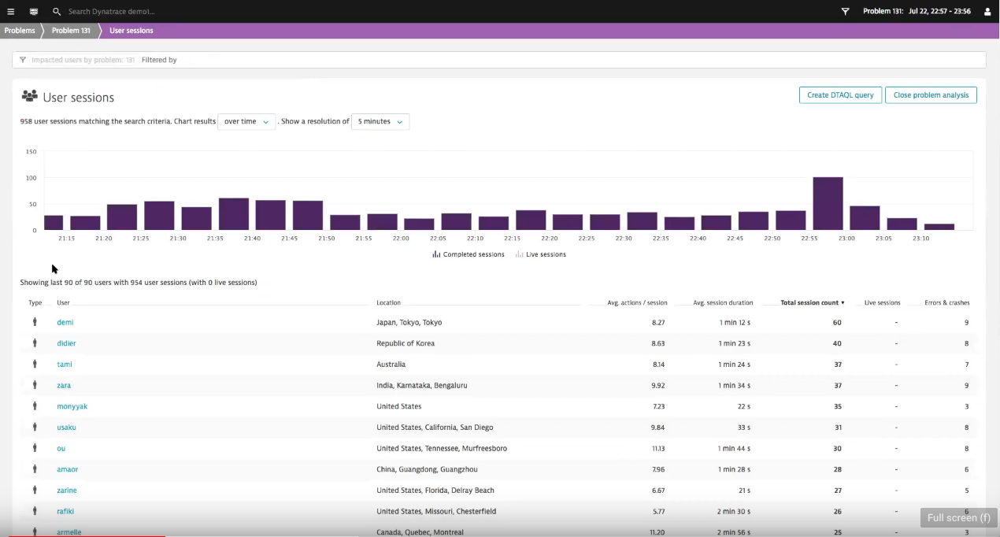 Search Dynatrace demo1... Problem 131: Jul 22, 22:57 - 23:56
Problems Problem 131 User sessions
Impacted users by problem: 131 Filtered by
User sessions Create DTAQL query Close problem analysis
958 user sessions matching the search criteria. Chart results over time . Show a resolution of 5 minutes
150
100
50
0
21:15 21:20 21:25 21:30 21:35 21:40 21:45 21:50 21:55 22:00 22:05 22:10 22:15 22:20 22:25 22:30 22:35 22:40 22:45 22:50 22:55 23:00 23:05 23:10
Completed sessions Live sessions
Showing last 90 of 90 users with 954 user sessions (with 0 live sessions)
Type User Location Avg. actions / session Avg. session duration Total session count ▼ Live sessions Errors & crashes
demi Japan, Tokyo, Tokyo 8.27 1 min 12 s 60 - 9
didier Republic of Korea 8.63 1 min 23 s 40 - 8
tami Australia 8.14 1 min 24 s 37 - 7
zara India, Karnataka, Bengaluru 9.92 1 min 34 s 37 - 9
monyyak United States 7.23 22 s 35 - 3
usaku United States, California, San Diego 9.84 33 s 31 - 8
ou United States, Tennessee, Murfreesboro 11.13 1 min 44 s 30 - 8
amaor China, Guangdong, Guangzhou 7.96 1 min 28 s 28 - 6
zarine United States, Florida, Delray Beach 6.67 21 s 27 - 5
rafiki United States, Missouri, Chesterfield 5.77 2 min 30 s 26 - 6
Full screen (f)
armelle Canada, Quebec, Montreal 11.20 2 min 56 s 25 - 3